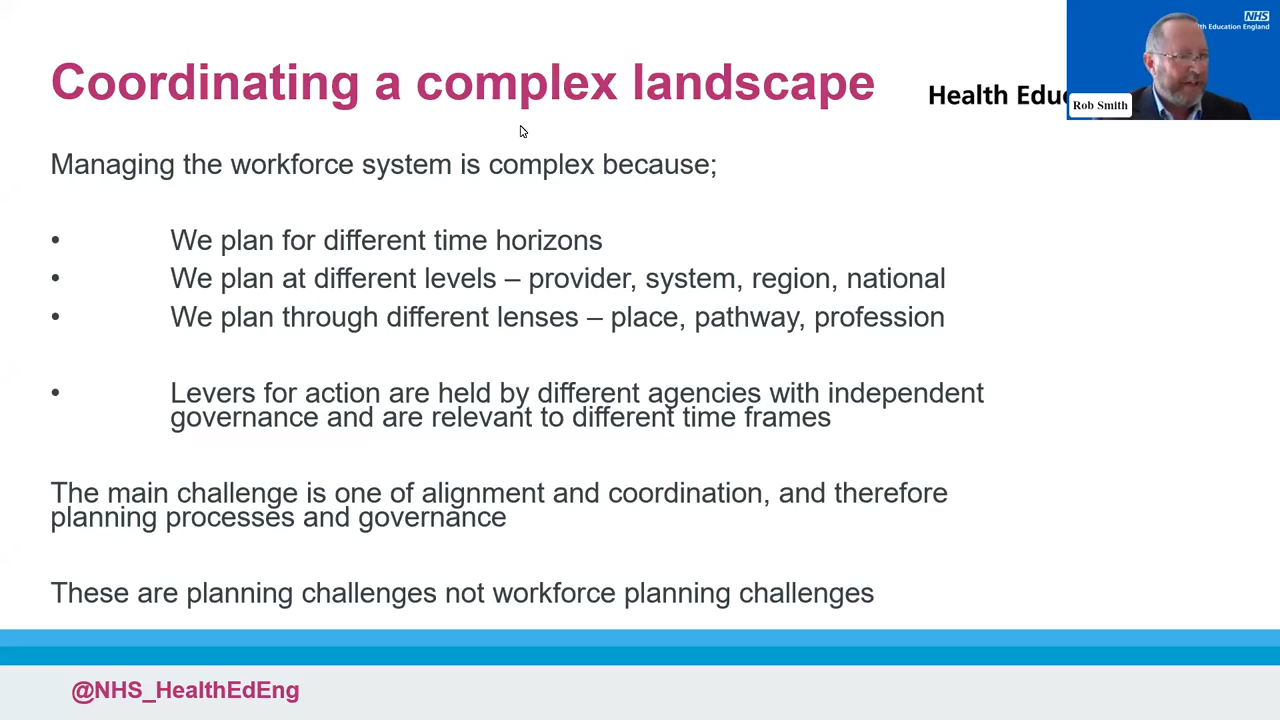 NHS
Health Education England
Coordinating a complex landscape
Health Educ
Rob Smith
Managing the workforce system is complex because;
• We plan for different time horizons
• We plan at different levels – provider, system, region, national
• We plan through different lenses – place, pathway, profession
• Levers for action are held by different agencies with independent
governance and are relevant to different time frames
The main challenge is one of alignment and coordination, and therefore
planning processes and governance
These are planning challenges not workforce planning challenges
@NHS_HealthEdEng